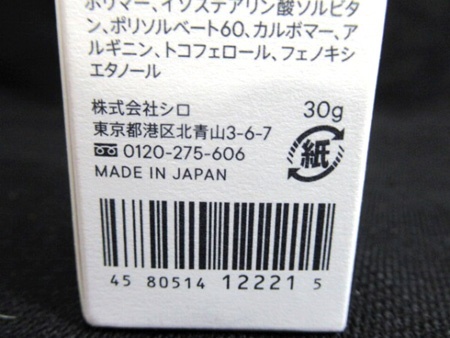 ポリマー、イソステアリン酸ソルビタ
ン、ポリソルベート60、カルボマー、ア
ルギニン、トコフェロール、フェノキシ
エタノール
株式会社シロ 30g
東京都港区北青山3-6-7
0120-275-606
MADE IN JAPAN
紙
45 80514 12221 5